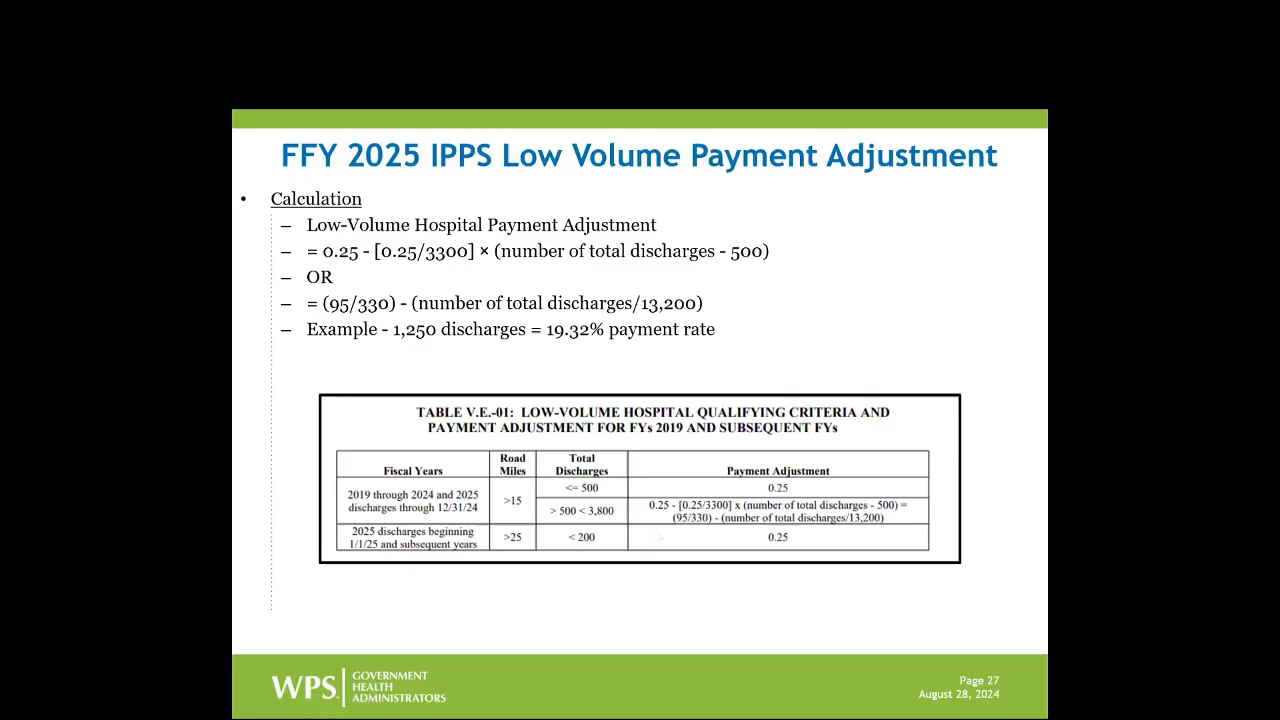 FFY 2025 IPPS Low Volume Payment Adjustment
• Calculation
– Low-Volume Hospital Payment Adjustment
– = 0.25 - [0.25/3300] × (number of total discharges - 500)
– OR
– = (95/330) - (number of total discharges/13,200)
– Example - 1,250 discharges = 19.32% payment rate
TABLE V.E.-01: LOW-VOLUME HOSPITAL QUALIFYING CRITERIA AND
PAYMENT ADJUSTMENT FOR FYs 2019 AND SUBSEQUENT FYs
Fiscal Years
Road
Miles
Total
Discharges
Payment Adjustment
2019 through 2024 and 2025
discharges through 12/31/24
>15
<= 500
0.25
> 500 < 3,800
0.25 - [0.25/3300] x (number of total discharges - 500) =
(95/330) - (number of total discharges/13,200)
2025 discharges beginning
1/1/25 and subsequent years
>25
< 200
0.25
WPS
GOVERNMENT
HEALTH
ADMINISTRATORS
Page 27
August 28, 2024